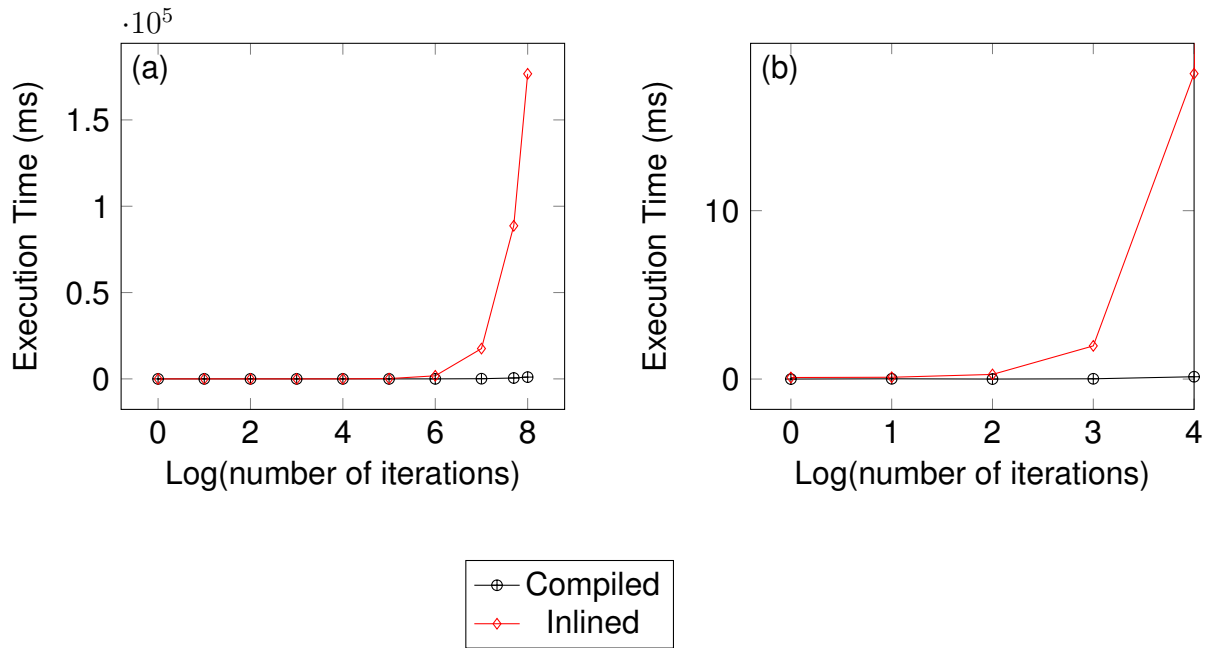 ·10^5
(a)
Execution Time (ms)
1.5
1
0.5
0
0 2 4 6 8
Log(number of iterations)
(b)
Execution Time (ms)
10
0
0 1 2 3 4
Log(number of iterations)
Compiled
Inlined